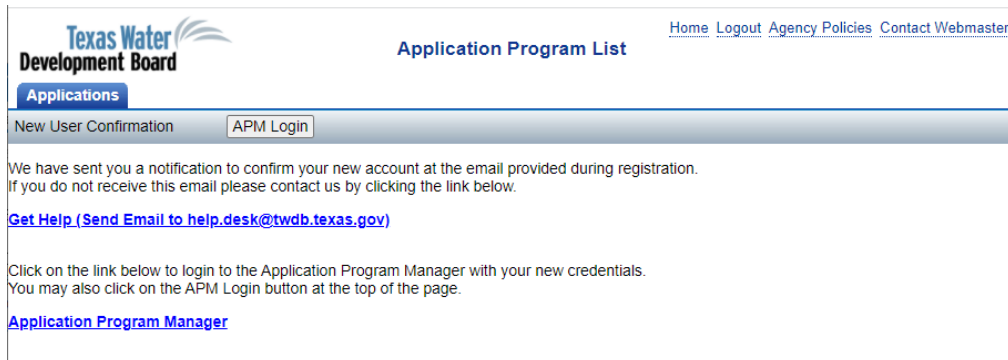 Texas Water
Development Board
Application Program List
Home Logout Agency Policies Contact Webmaster
Applications
New User Confirmation APM Login
We have sent you a notification to confirm your new account at the email provided during registration.
If you do not receive this email please contact us by clicking the link below.
Get Help (Send Email to help.desk@twdb.texas.gov)
Click on the link below to login to the Application Program Manager with your new credentials.
You may also click on the APM Login button at the top of the page.
Application Program Manager